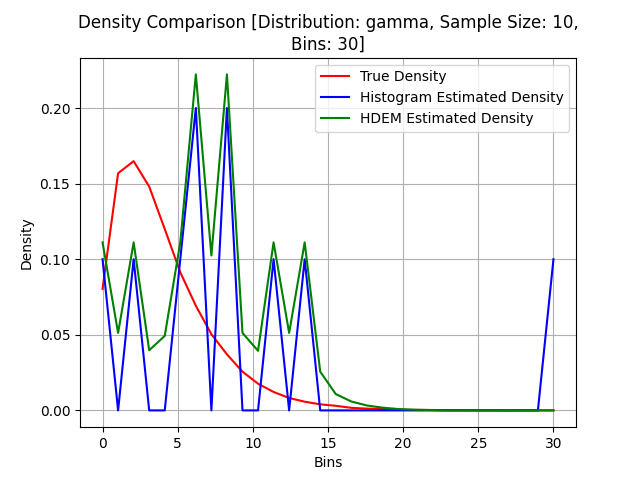 Density Comparison [Distribution: gamma, Sample Size: 10,
Bins: 30]
True Density
Histogram Estimated Density
HDEM Estimated Density
Density
0.20
0.15
0.10
0.05
0.00
0 5 10 15 20 25 30
Bins